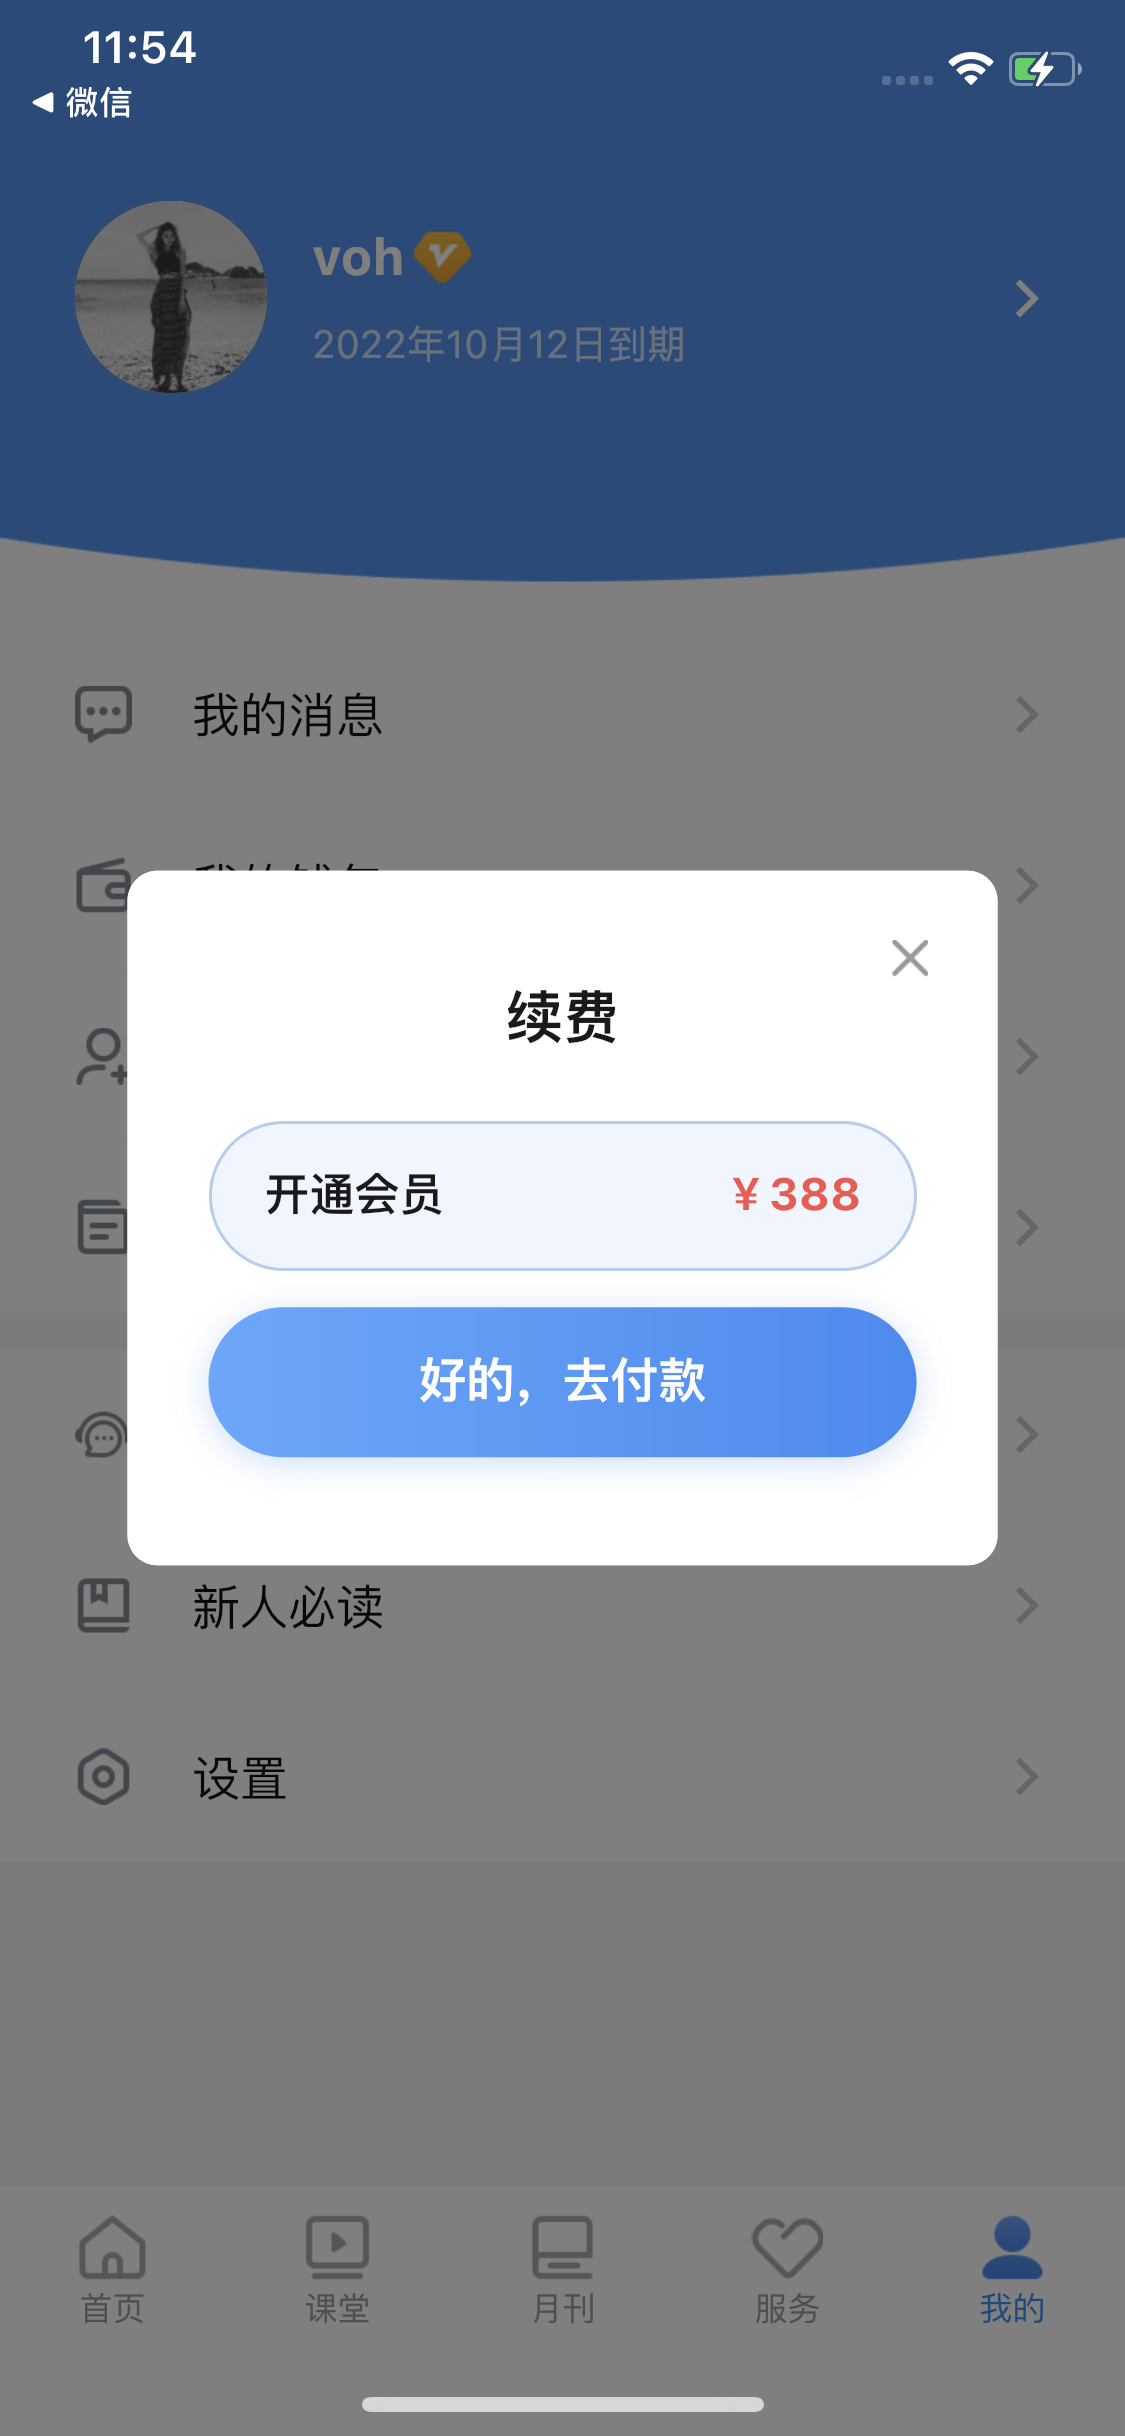 11:54
◀ 微信
voh
2022年10月12日到期
我的消息
续费
开通会员 ¥ 388
好的，去付款
新人必读
设置
首页 课堂 月刊 服务 我的